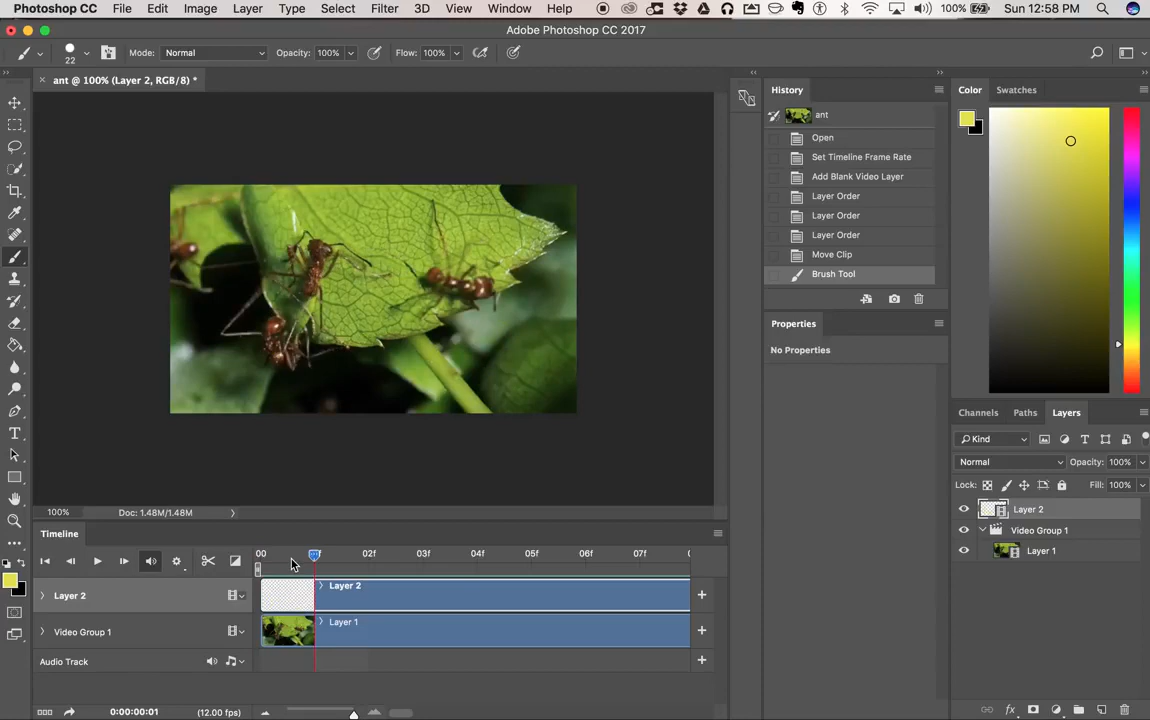 Photoshop CC File Edit Image Layer Type Select Filter 3D View Window Help 100% Sun 12:58 PM
Adobe Photoshop CC 2017
22 Mode: Normal Opacity: 100% Flow: 100%
ant @ 100% (Layer 2, RGB/8) *
History
ant
Open
Set Timeline Frame Rate
Add Blank Video Layer
Layer Order
Layer Order
Layer Order
Move Clip
Brush Tool
Properties
No Properties
Color Swatches
Channels Paths Layers
Kind
Normal Opacity: 100%
Lock: Fill: 100%
Layer 2
Video Group 1
Layer 1
100% Doc: 1.48M/1.48M
Timeline
00 02f 03f 04f 05f 06f 07f
Layer 2 Layer 2
Video Group 1 Layer 1
Audio Track
0:00:00:01 (12.00 fps)